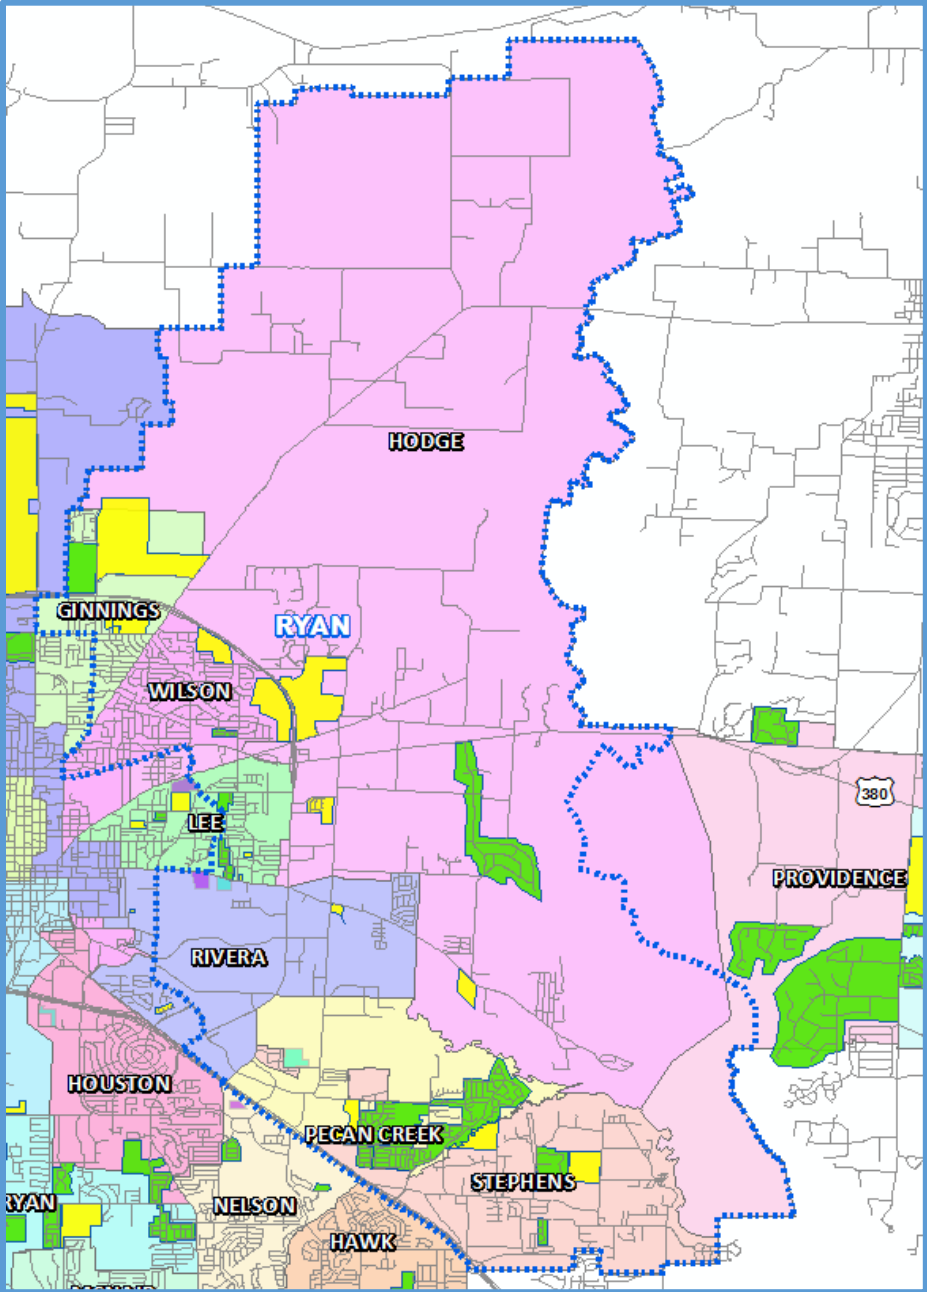 HODGE
GINNINGS
RYAN
WILSON
380
LEE
PROVIDENCE
RIVERA
HOUSTON
PECAN CREEK
STEPHENS
RYAN
NELSON
HAWK